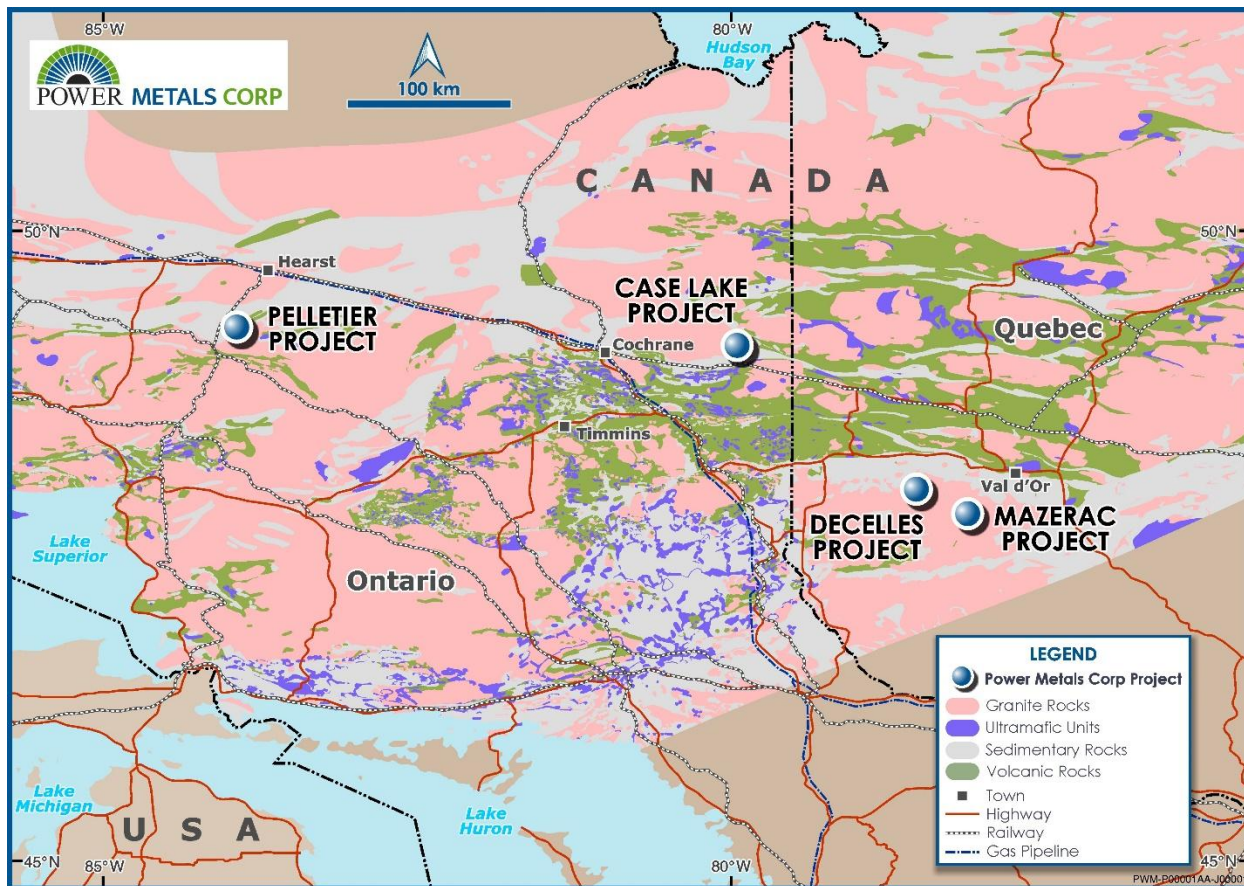 85°W
80°W
Hudson
Bay
POWER METALS CORP
100 km
CANADA
50°N
50°N
Hearst
PELLETIER
PROJECT
CASE LAKE
PROJECT
Quebec
Cochrane
Timmins
Val d'Or
DECELLES
PROJECT
MAZERAC
PROJECT
Lake
Superior
Ontario
LEGEND
Power Metals Corp Project
Granite Rocks
Ultramafic Units
Sedimentary Rocks
Volcanic Rocks
Town
Highway
Railway
Gas Pipeline
Lake
Michigan
USA
Lake
Huron
45°N
85°W
80°W
45°N